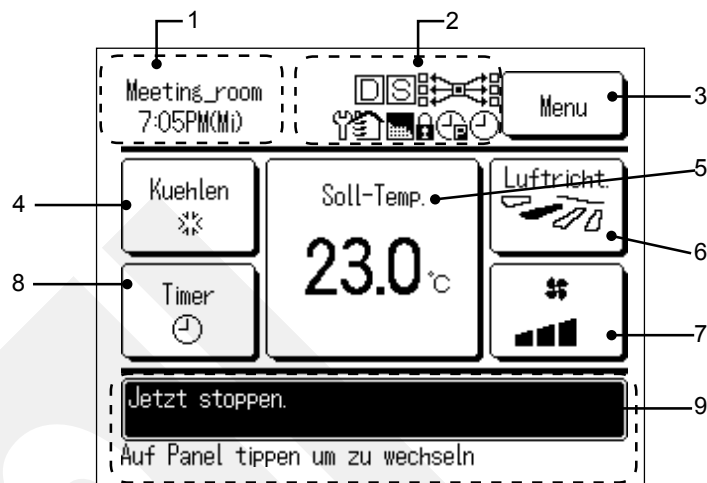 1
2
Meeting_room
7:05PM(Mi)
D S
Menu
3
4
Kuehlen
Soll-Temp.
5
Luftricht.
6
23.0 °C
8
Timer
7
Jetzt stoppen.
9
Auf Panel tippen um zu wechseln